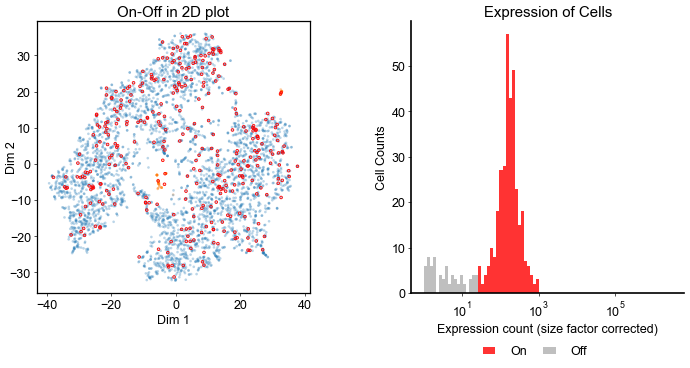 On-Off in 2D plot
Dim 2
30
20
10
0
−10
−20
−30
−40 −20 0 20 40
Dim 1
Expression of Cells
Cell Counts
50
40
30
20
10
0
10^1 10^3 10^5
Expression count (size factor corrected)
On Off